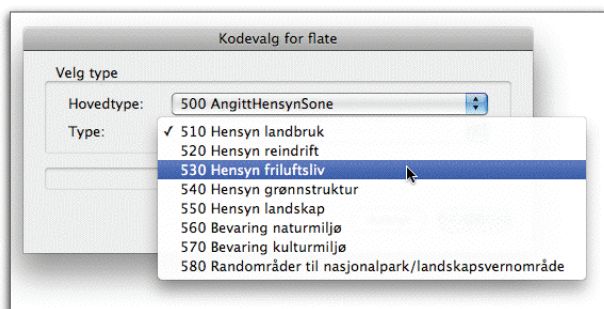 Kodevalg for flate
Velg type
Hovedtype: 500 AngittHensynSone
Type: ✓ 510 Hensyn landbruk
520 Hensyn reindrift
530 Hensyn friluftsliv
540 Hensyn grønnstruktur
550 Hensyn landskap
560 Bevaring naturmiljø
570 Bevaring kulturmiljø
580 Randområder til nasjonalpark/landskapsvernområde